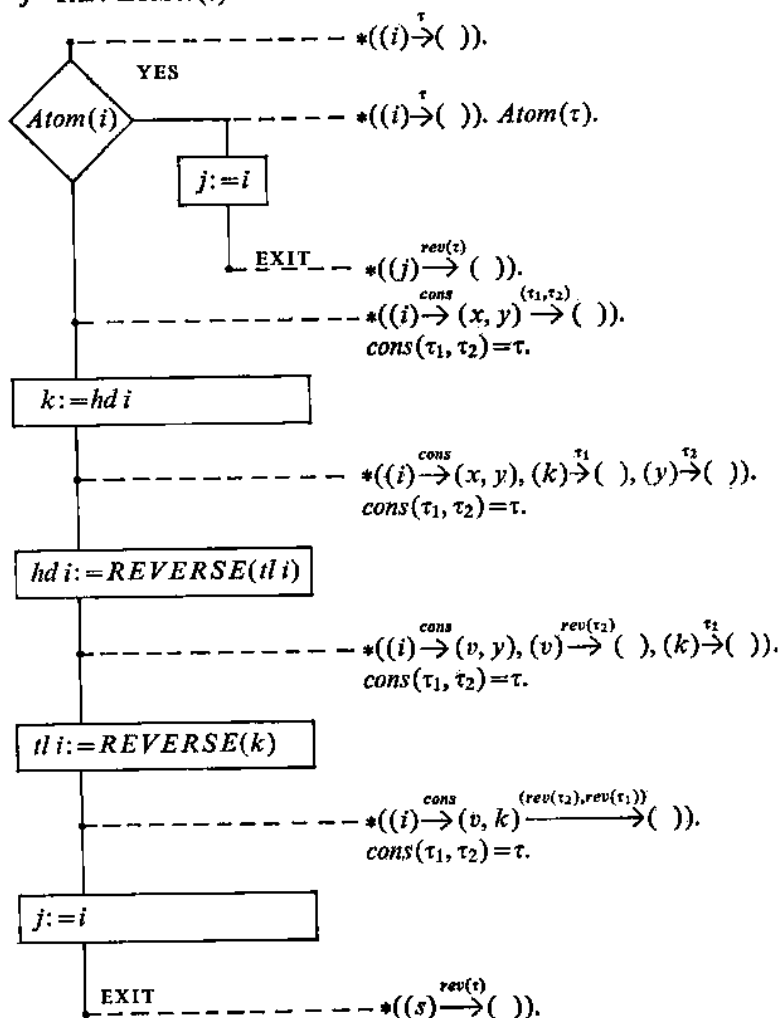 *((i) →^τ ( )).
YES
Atom(i)
*((i) →^τ ( )). Atom(τ).
j:=i
EXIT
*((j) →^{rev(τ)} ( )).
*((i) →^{cons} (x, y) →^{(τ₁,τ₂)} ( )).
cons(τ₁, τ₂)=τ.
k:=hd i
*((i) →^{cons} (x, y), (k) →^{τ₁} ( ), (y) →^{τ₂} ( )).
cons(τ₁, τ₂)=τ.
hd i:=REVERSE(tl i)
*((i) →^{cons} (v, y), (v) →^{rev(τ₂)} ( ), (k) →^{τ₁} ( )).
cons(τ₁, τ₂)=τ.
tl i:=REVERSE(k)
*((i) →^{cons} (v, k) →^{(rev(τ₂),rev(τ₁))} ( )).
cons(τ₁, τ₂)=τ.
j:=i
EXIT
*((s) →^{rev(τ)} ( )).